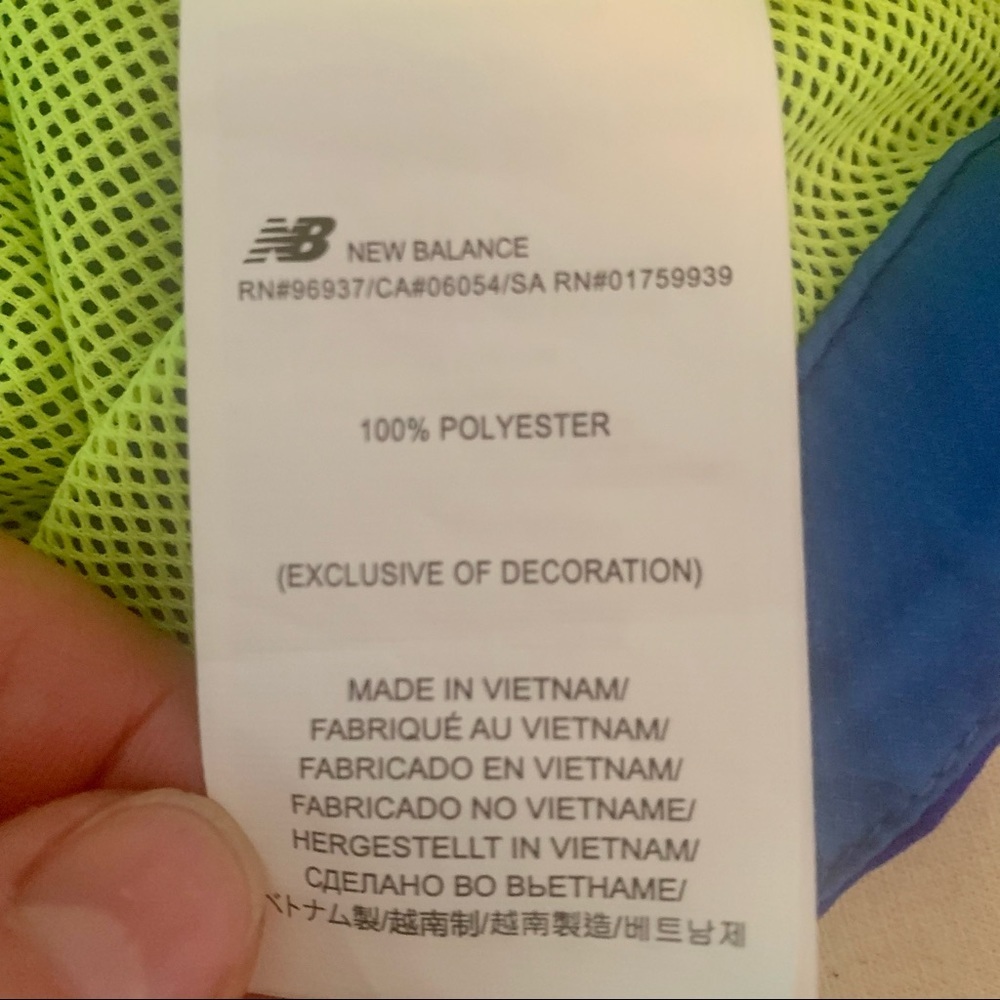 NB NEW BALANCE
RN#96937/CA#06054/SA RN#01759939
100% POLYESTER
(EXCLUSIVE OF DECORATION)
MADE IN VIETNAM/
FABRIQUÉ AU VIETNAM/
FABRICADO EN VIETNAM/
FABRICADO NO VIETNAME/
HERGESTELLT IN VIETNAM/
СДЕЛАНО ВО ВЬЕТНАМЕ/
ベトナム製/越南制/越南製造/베트남제